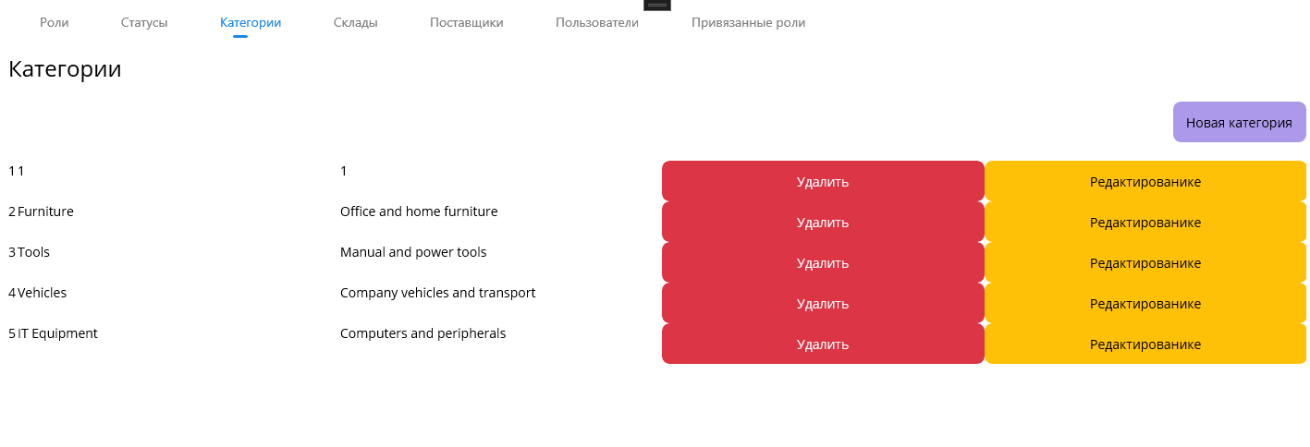 Роли Статусы Категории Склады Поставщики Пользователи Привязанные роли
Категории
Новая категория
1 1 1 Удалить Редактированике
2 Furniture Office and home furniture Удалить Редактированике
3 Tools Manual and power tools Удалить Редактированике
4 Vehicles Company vehicles and transport Удалить Редактированике
5 IT Equipment Computers and peripherals Удалить Редактированике